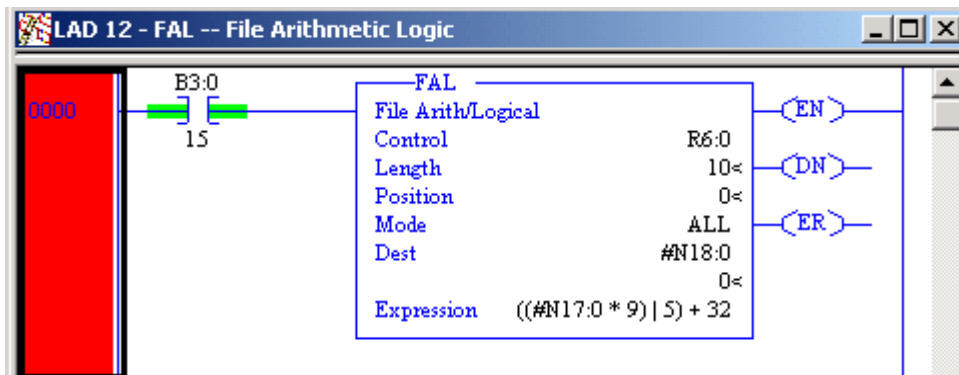 LAD 12 - FAL -- File Arithmetic Logic
0000
B3:0
15
FAL
File Arith/Logical
Control R6:0
Length 10<
Position 0<
Mode ALL
Dest #N18:0
0<
Expression ((#N17:0 * 9) | 5) + 32
EN
DN
ER